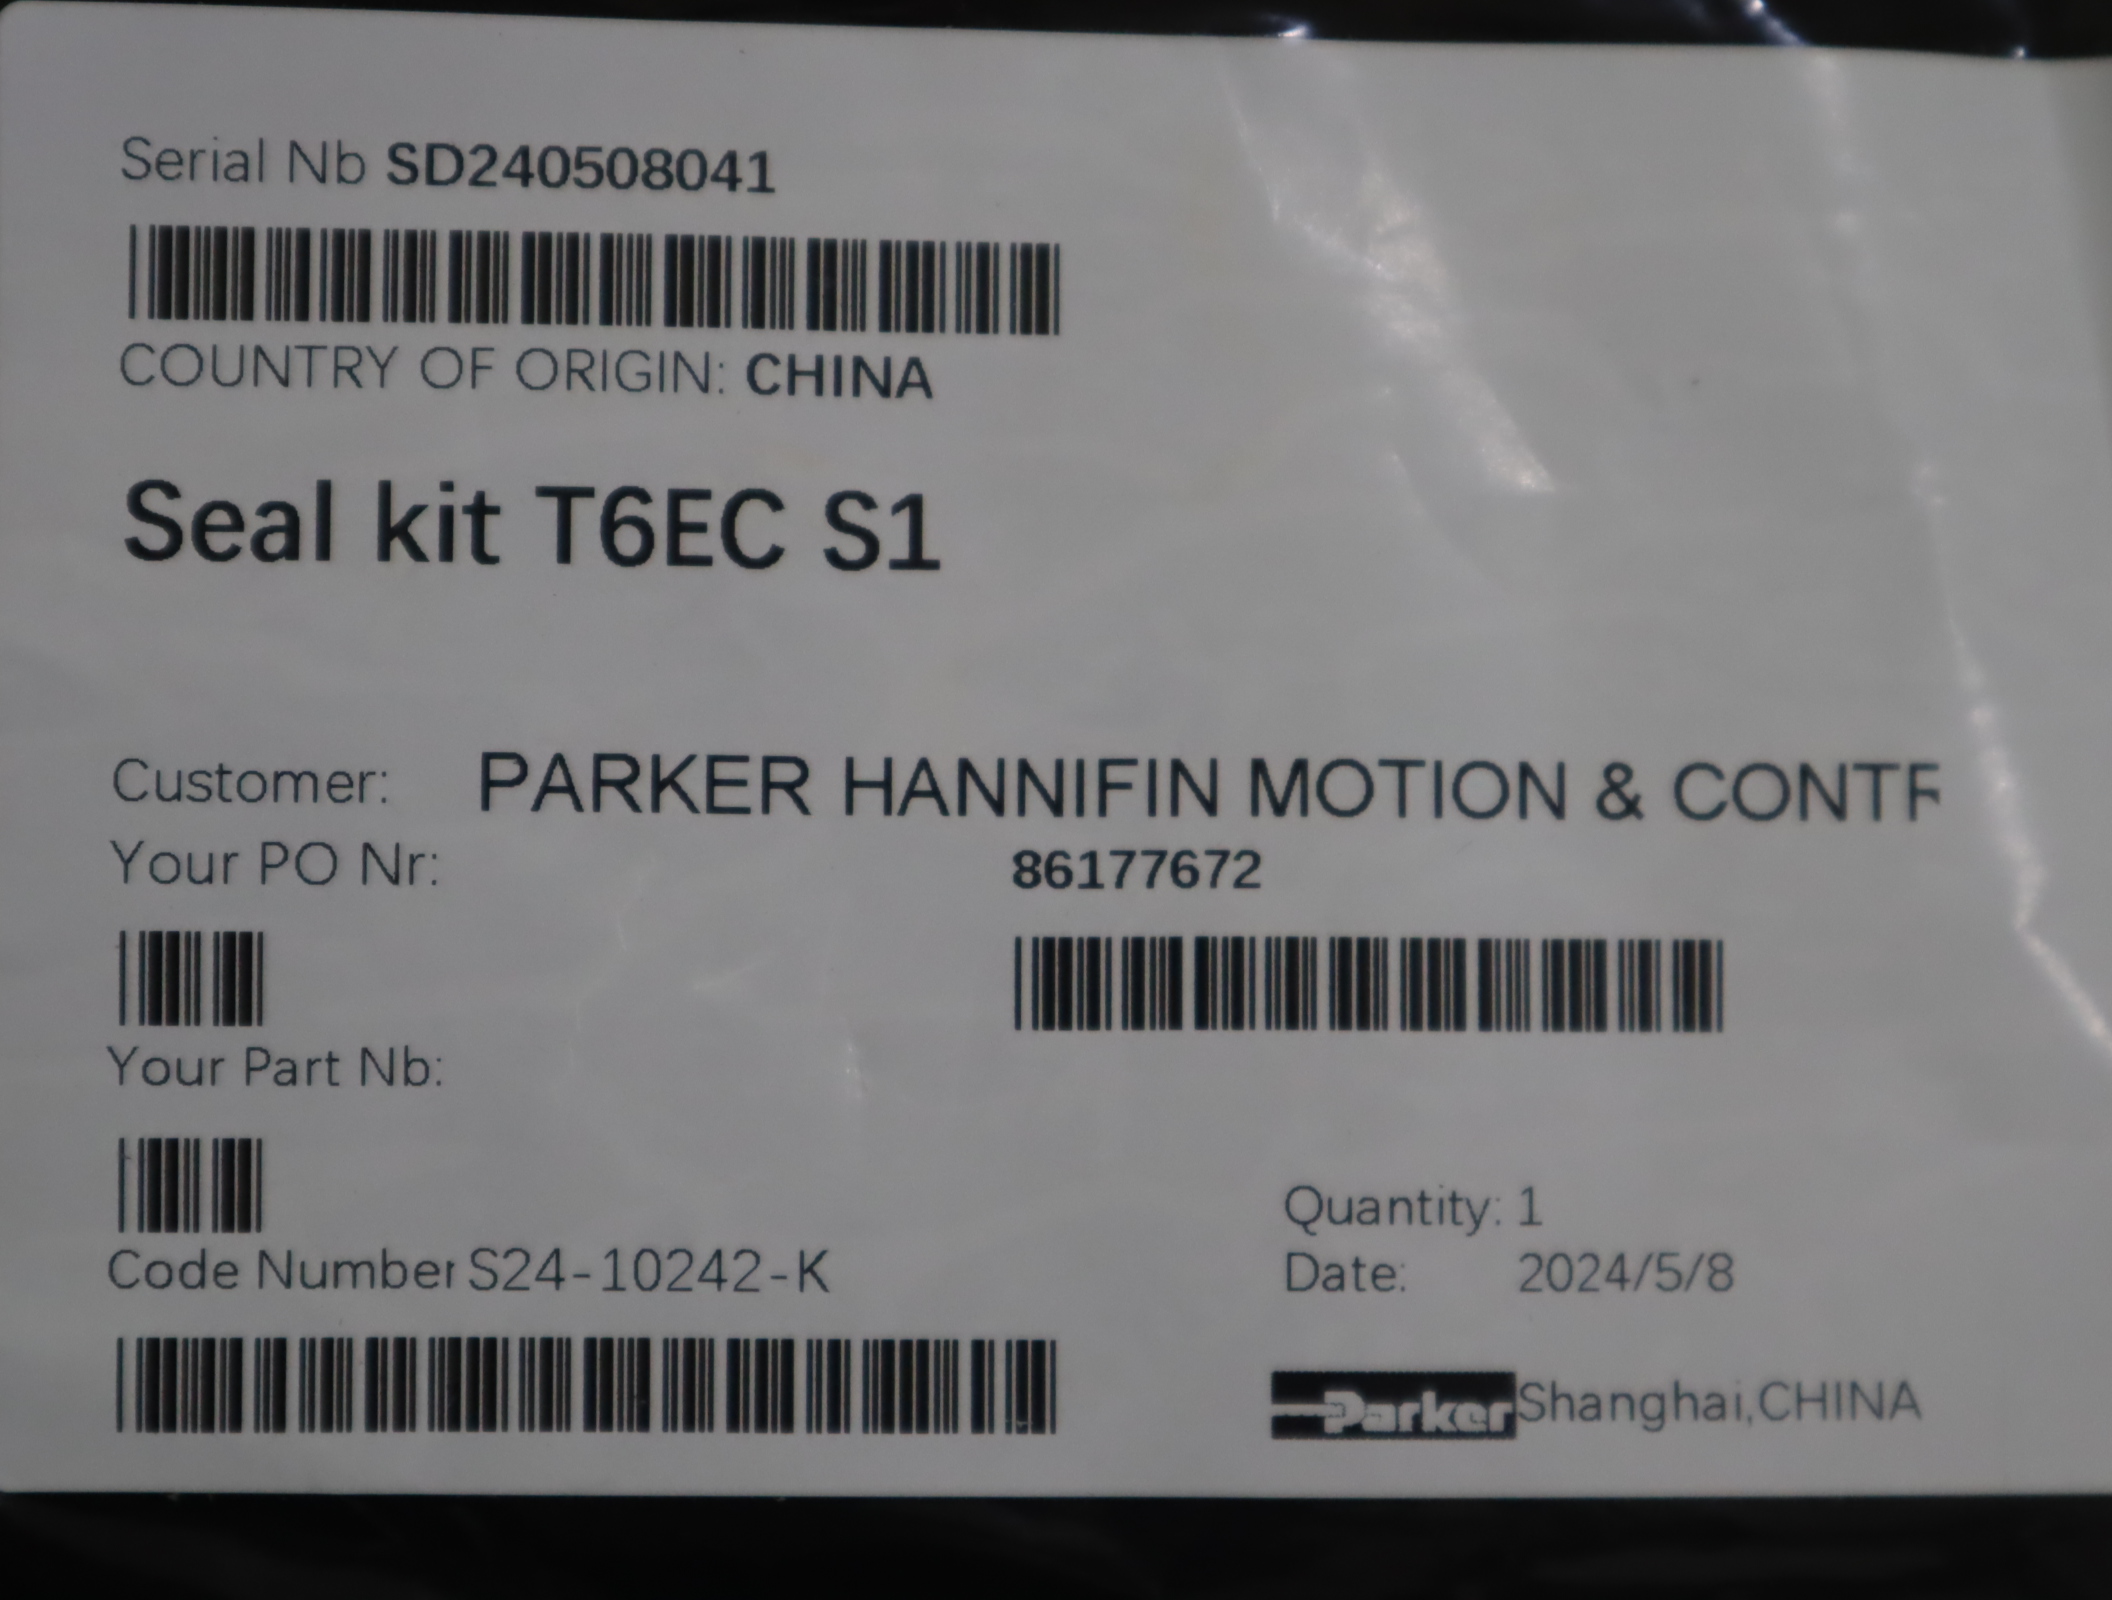 Serial Nb SD240508041
COUNTRY OF ORIGIN: CHINA
Seal kit T6EC S1
Customer: PARKER HANNIFIN MOTION & CONTR
Your PO Nr:
86177672
Your Part Nb:
Quantity: 1
Code Number S24-10242-K
Date: 2024/5/8
Parker Shanghai,CHINA